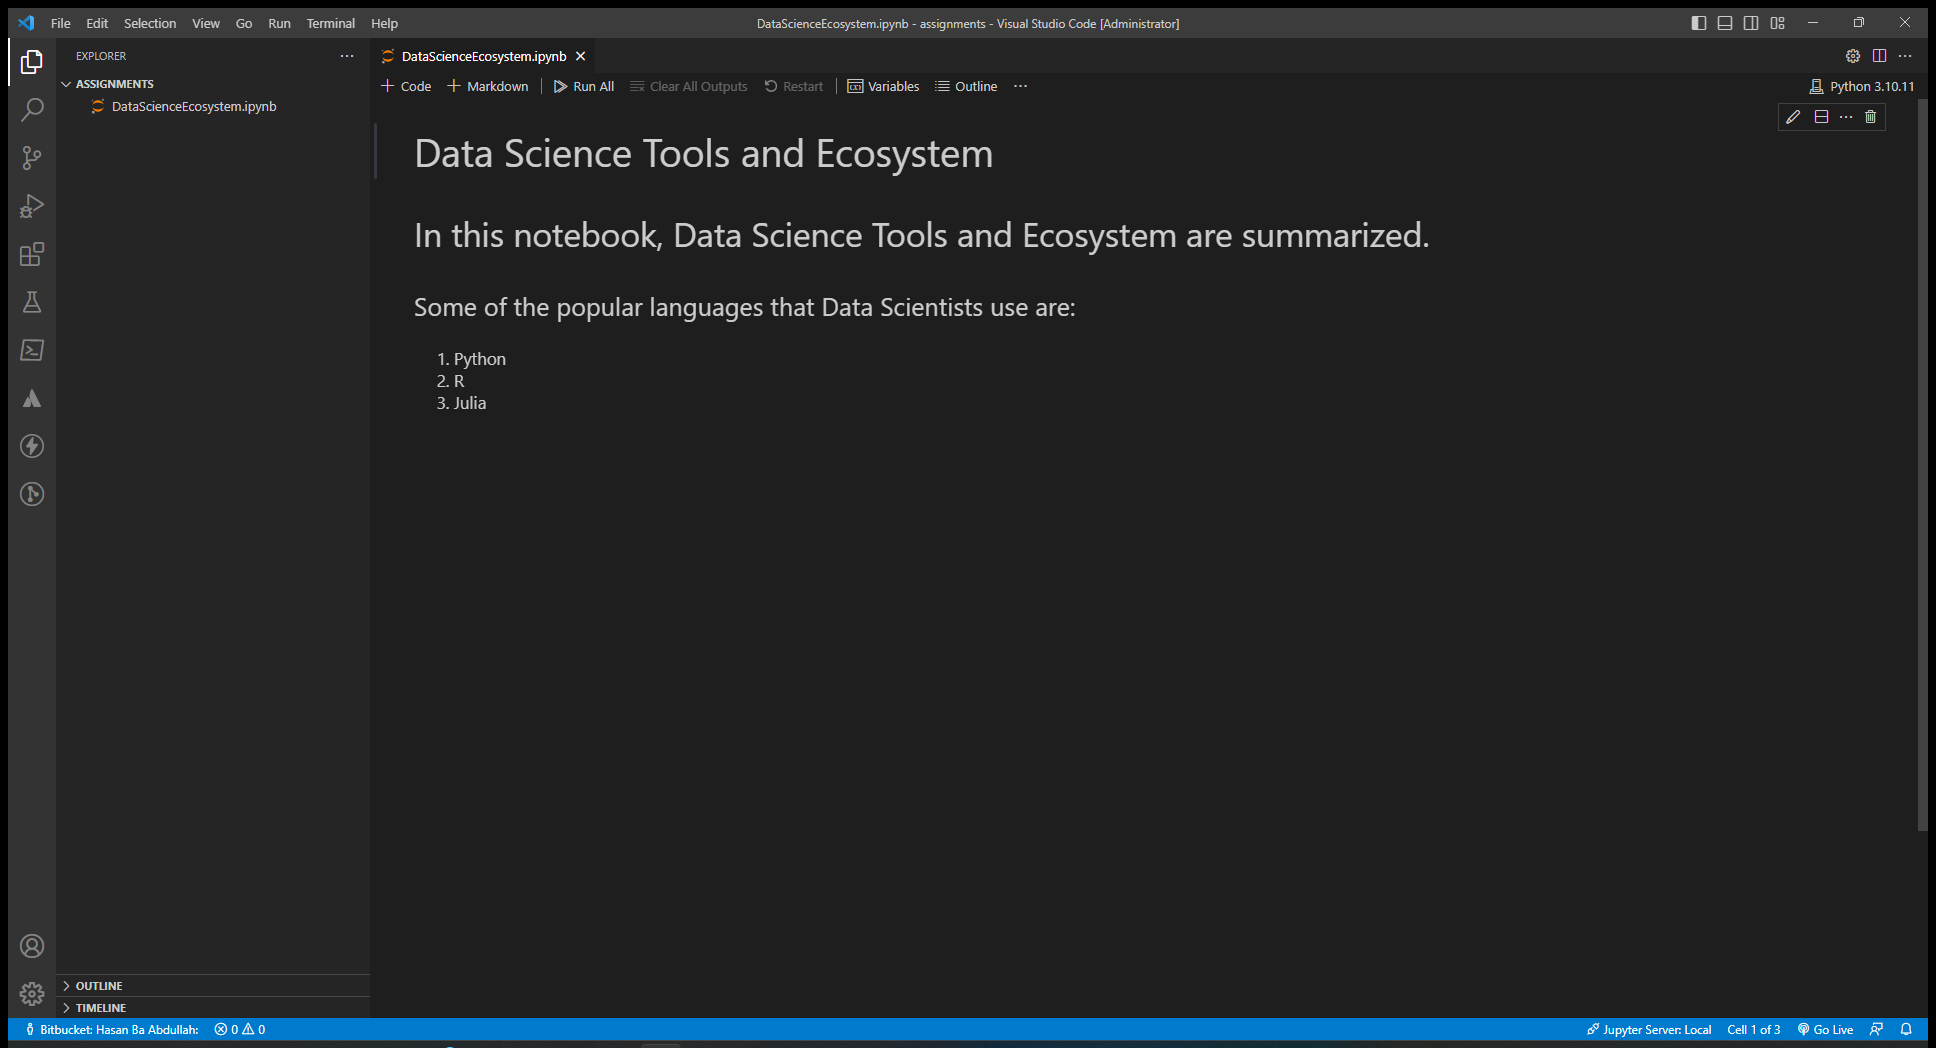 File Edit Selection View Go Run Terminal Help
DataScienceEcosystem.ipynb - assignments - Visual Studio Code [Administrator]
EXPLORER
ASSIGNMENTS
DataScienceEcosystem.ipynb
DataScienceEcosystem.ipynb
Code Markdown Run All Clear All Outputs Restart Variables Outline
Python 3.10.11
Data Science Tools and Ecosystem
In this notebook, Data Science Tools and Ecosystem are summarized.
Some of the popular languages that Data Scientists use are:
1. Python
2. R
3. Julia
OUTLINE
TIMELINE
Bitbucket: Hasan Ba Abdullah: 0 0
Jupyter Server: Local Cell 1 of 3 Go Live